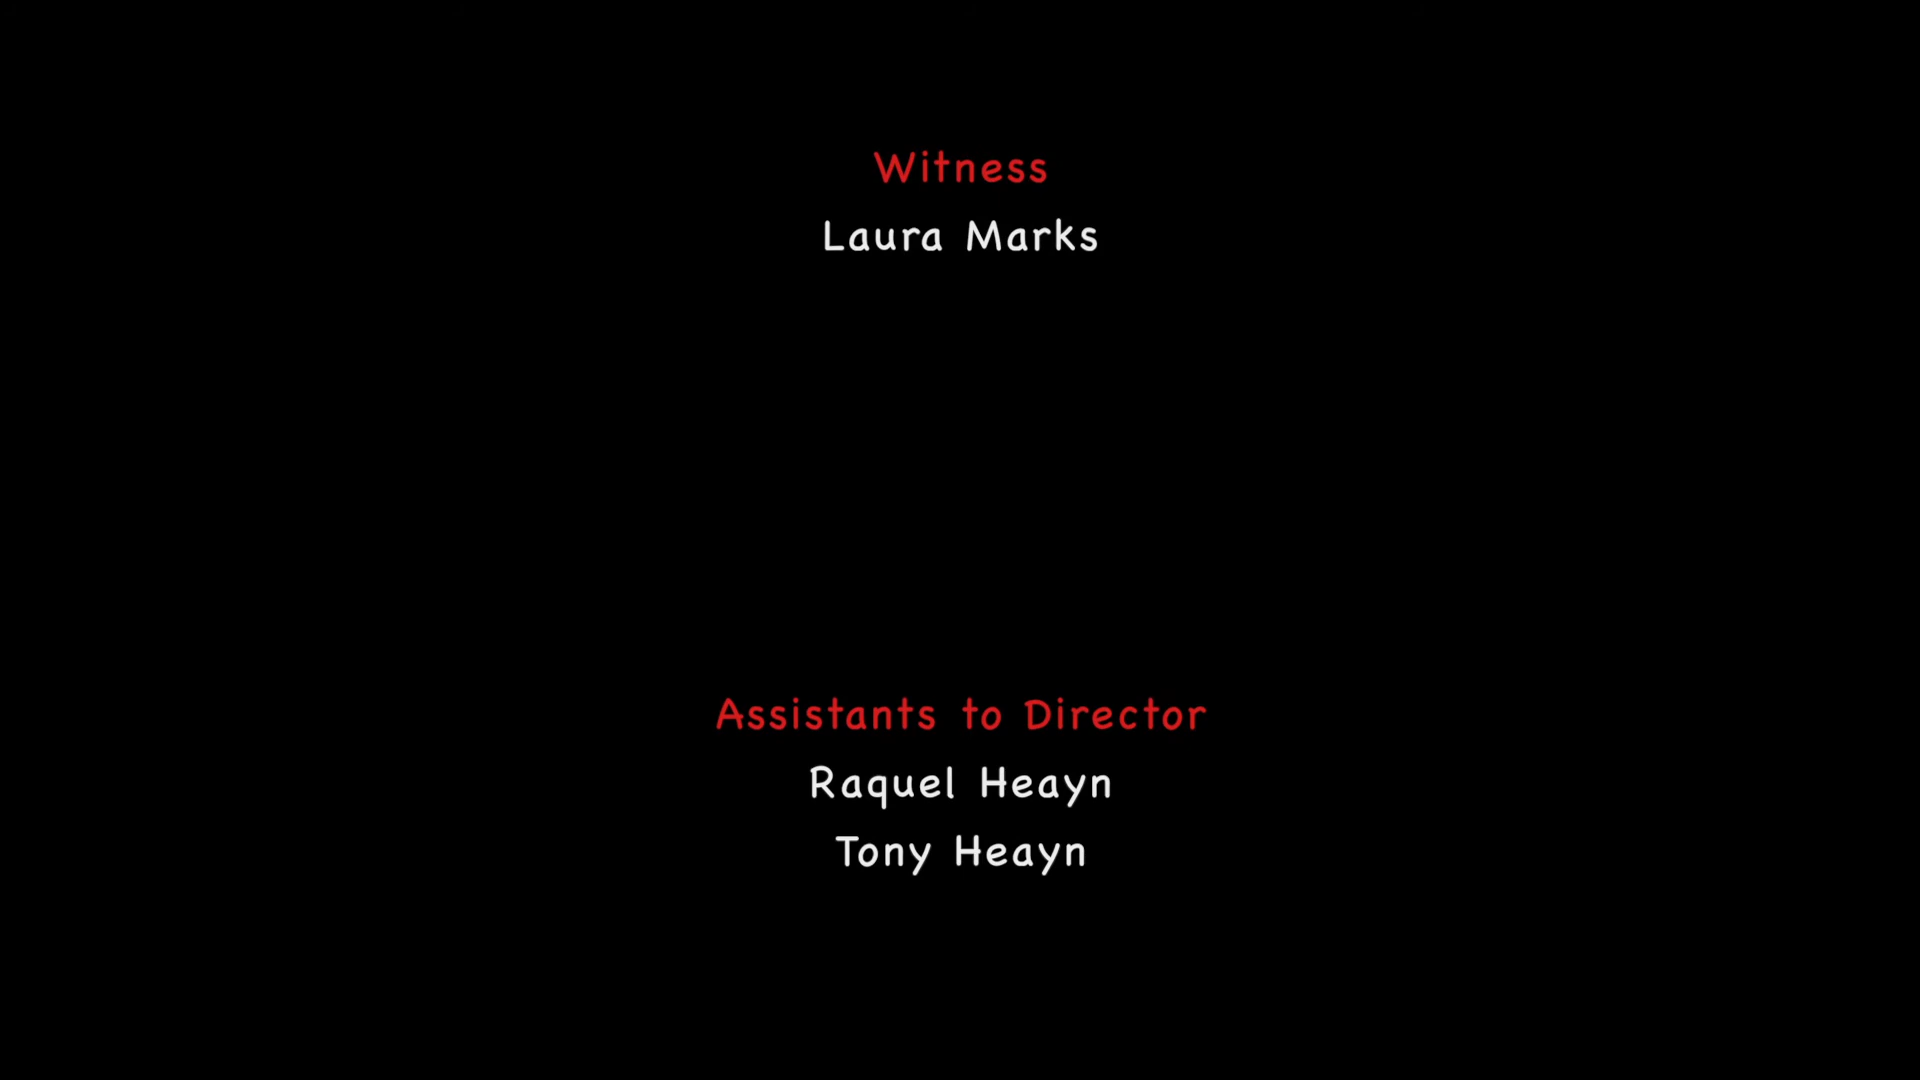 Witness
Laura Marks
Assistants to Director
Raquel Heayn
Tony Heayn